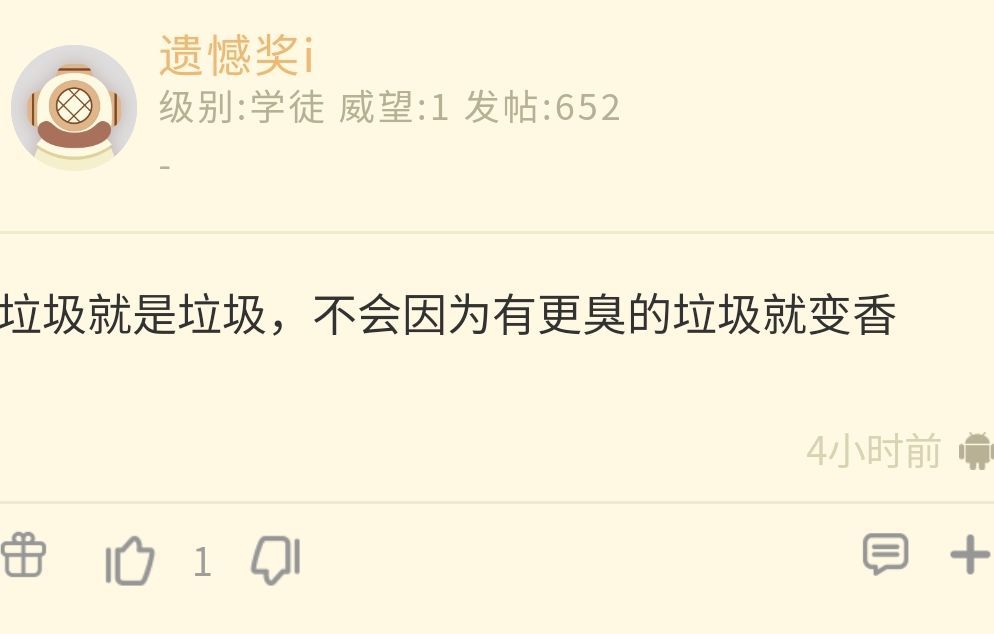 遗憾奖i
级别:学徒 威望:1 发帖:652
-
垃圾就是垃圾，不会因为有更臭的垃圾就变香
4小时前
1